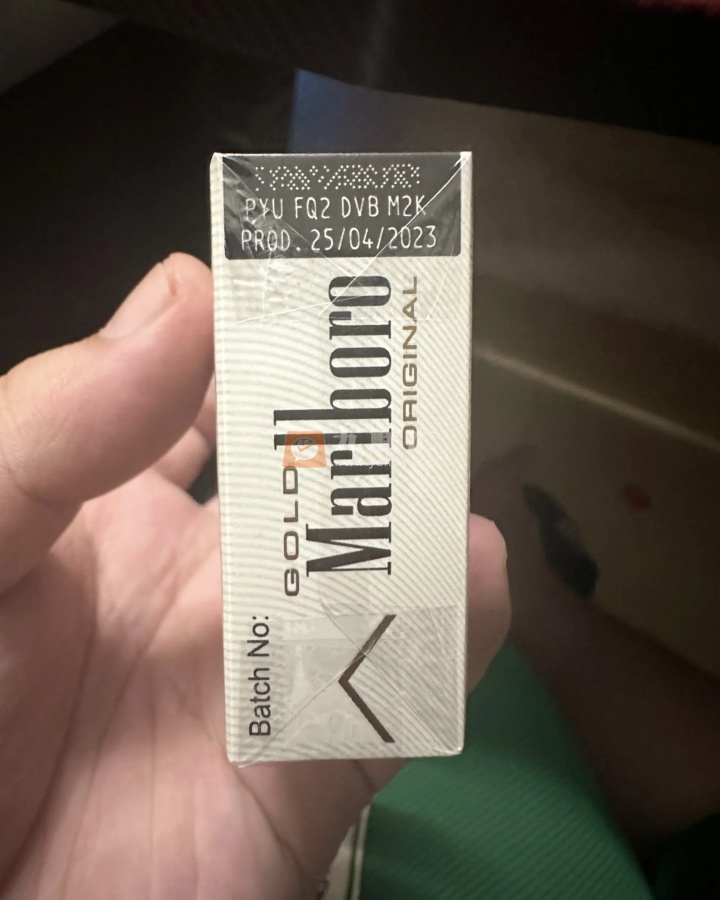 PYU FQ2 DVB M2K
PROD. 25/04/2023
GOLD
Marlboro
ORIGINAL
Batch No: